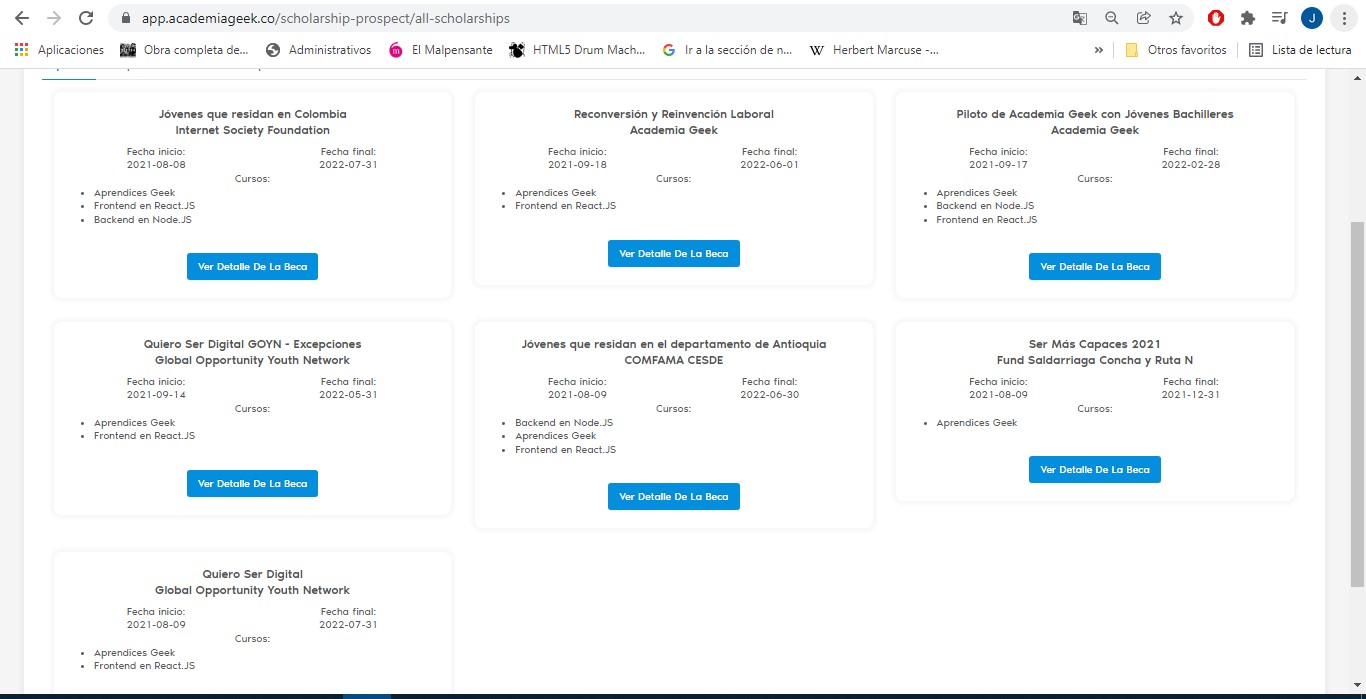 app.academiageek.co/scholarship-prospect/all-scholarships
J
Aplicaciones
Obra completa de...
Administrativos
El Malpensante
HTML5 Drum Mach...
Ir a la sección de n...
Herbert Marcuse -...
»
Otros favoritos
Lista de lectura
Jóvenes que residan en Colombia
Internet Society Foundation
Fecha inicio: Fecha final:
2021-08-08 2022-07-31
Cursos:
• Aprendices Geek
• Frontend en React.JS
• Backend en Node.JS
Ver Detalle De La Beca
Reconversión y Reinvención Laboral
Academia Geek
Fecha inicio: Fecha final:
2021-09-18 2022-06-01
Cursos:
• Aprendices Geek
• Frontend en React.JS
Ver Detalle De La Beca
Piloto de Academia Geek con Jóvenes Bachilleres
Academia Geek
Fecha inicio: Fecha final:
2021-09-17 2022-02-28
Cursos:
• Aprendices Geek
• Backend en Node.JS
• Frontend en React.JS
Ver Detalle De La Beca
Quiero Ser Digital GOYN - Excepciones
Global Opportunity Youth Network
Fecha inicio: Fecha final:
2021-09-14 2022-05-31
Cursos:
• Aprendices Geek
• Frontend en React.JS
Ver Detalle De La Beca
Jóvenes que residan en el departamento de Antioquia
COMFAMA CESDE
Fecha inicio: Fecha final:
2021-08-09 2022-06-30
Cursos:
• Backend en Node.JS
• Aprendices Geek
• Frontend en React.JS
Ver Detalle De La Beca
Ser Más Capaces 2021
Fund Saldarriaga Concha y Ruta N
Fecha inicio: Fecha final:
2021-08-09 2021-12-31
Cursos:
• Aprendices Geek
Ver Detalle De La Beca
Quiero Ser Digital
Global Opportunity Youth Network
Fecha inicio: Fecha final:
2021-08-09 2022-07-31
Cursos:
• Aprendices Geek
• Frontend en React.JS